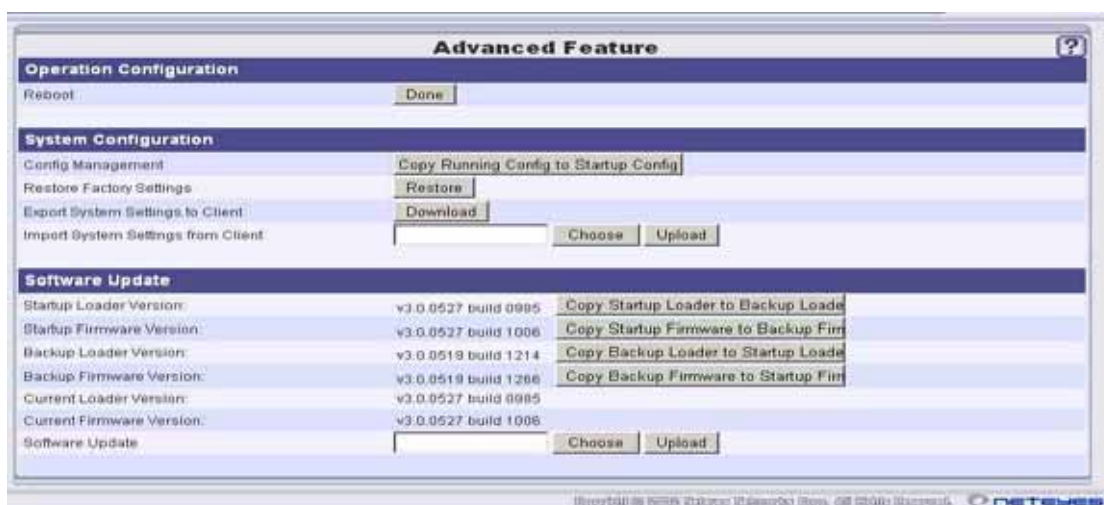 Advanced Feature
?
Operation Configuration
Reboot Done
System Configuration
Config Management Copy Running Config to Startup Config
Restore Factory Settings Restore
Export System Settings to Client Download
Import System Settings from Client Choose Upload
Software Update
Startup Loader Version: v3.0.0527 build 0985 Copy Startup Loader to Backup Loade
Startup Firmware Version: v3.0.0527 build 1006 Copy Startup Firmware to Backup Firm
Backup Loader Version: v3.0.0519 build 1214 Copy Backup Loader to Startup Loade
Backup Firmware Version: v3.0.0519 build 1266 Copy Backup Firmware to Startup Firm
Current Loader Version: v3.0.0527 build 0985
Current Firmware Version: v3.0.0527 build 1006
Software Update Choose Upload